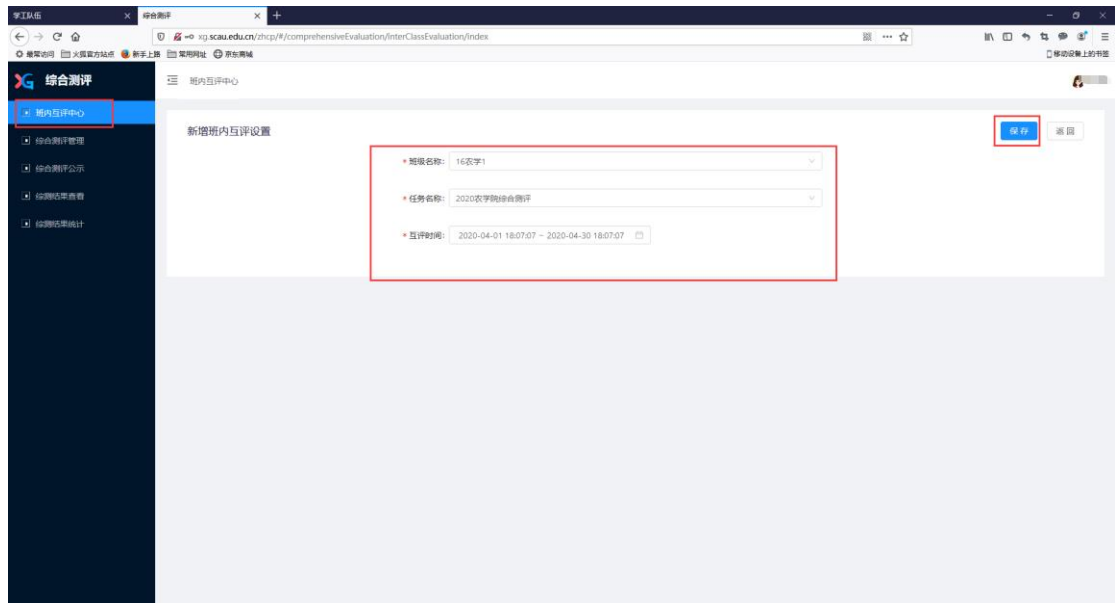 学工队伍
综合测评
xg.scau.edu.cn/zhcp/#/comprehensiveEvaluation/InterClassEvaluation/index
最常访问 火狐官方站点 新手上路 常用网址 京东商城
移动设备上的书签
XG 综合测评
班内互评中心
班内互评中心
综合测评管理
综合测评公示
综测结果查看
综测结果统计
新增班内互评设置
保存
返回
* 班级名称: 16农学1
* 任务名称: 2020农学院综合测评
* 互评时间: 2020-04-01 18:07:07 ~ 2020-04-30 18:07:07